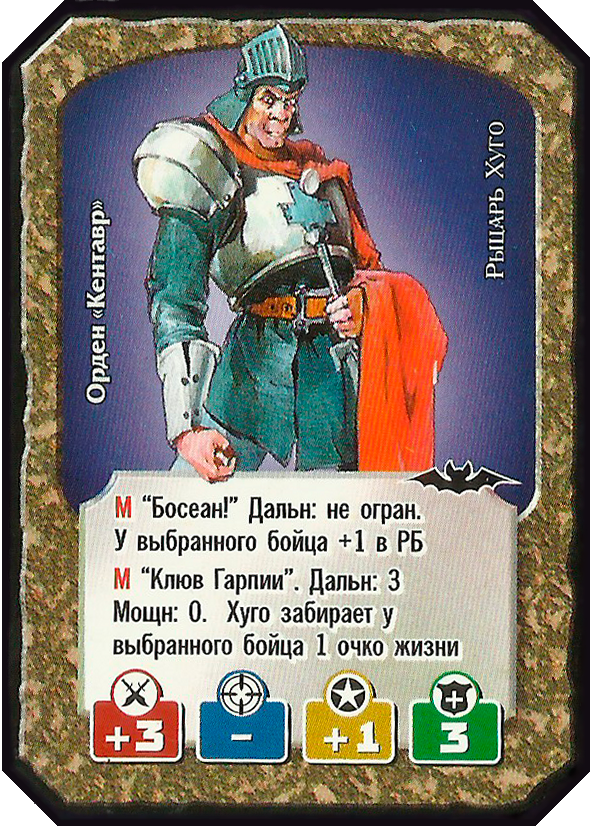 Орден «Кентавр»
Рыцарь Хуго
М “Босеан!” Дальн: не огран.
У выбранного бойца +1 в РБ
М “Клюв Гарпии”. Дальн: 3
Мощн: 0. Хуго забирает у
выбранного бойца 1 очко жизни
+3 – +1 3